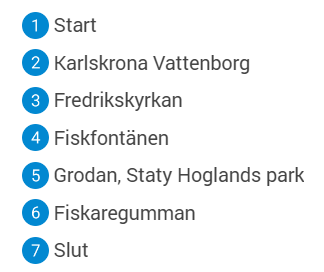 1 Start
2 Karlskrona Vattenborg
3 Fredrikskyrkan
4 Fiskfontänen
5 Grodan, Staty Hoglands park
6 Fiskaregumman
7 Slut